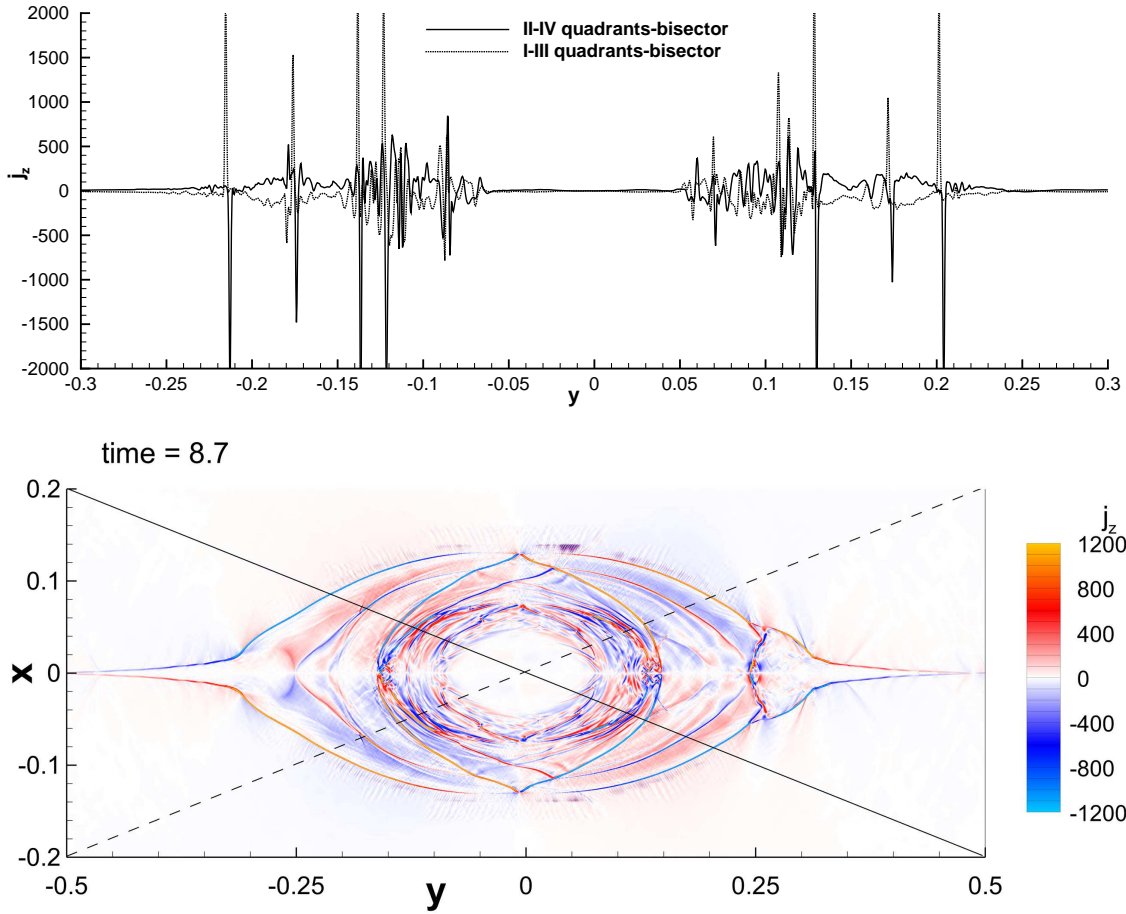 2000
II-IV quadrants-bisector
I-III quadrants-bisector
1500
1000
500
j_z
0
-500
-1000
-1500
-2000
-0.3 -0.25 -0.2 -0.15 -0.1 -0.05 0 0.05 0.1 0.15 0.2 0.25 0.3
y
time = 8.7
0.2
j_z
1200
0.1
800
400
x
0
0
-400
-0.1
-800
-1200
-0.2
-0.5 -0.25 0 0.25 0.5
y